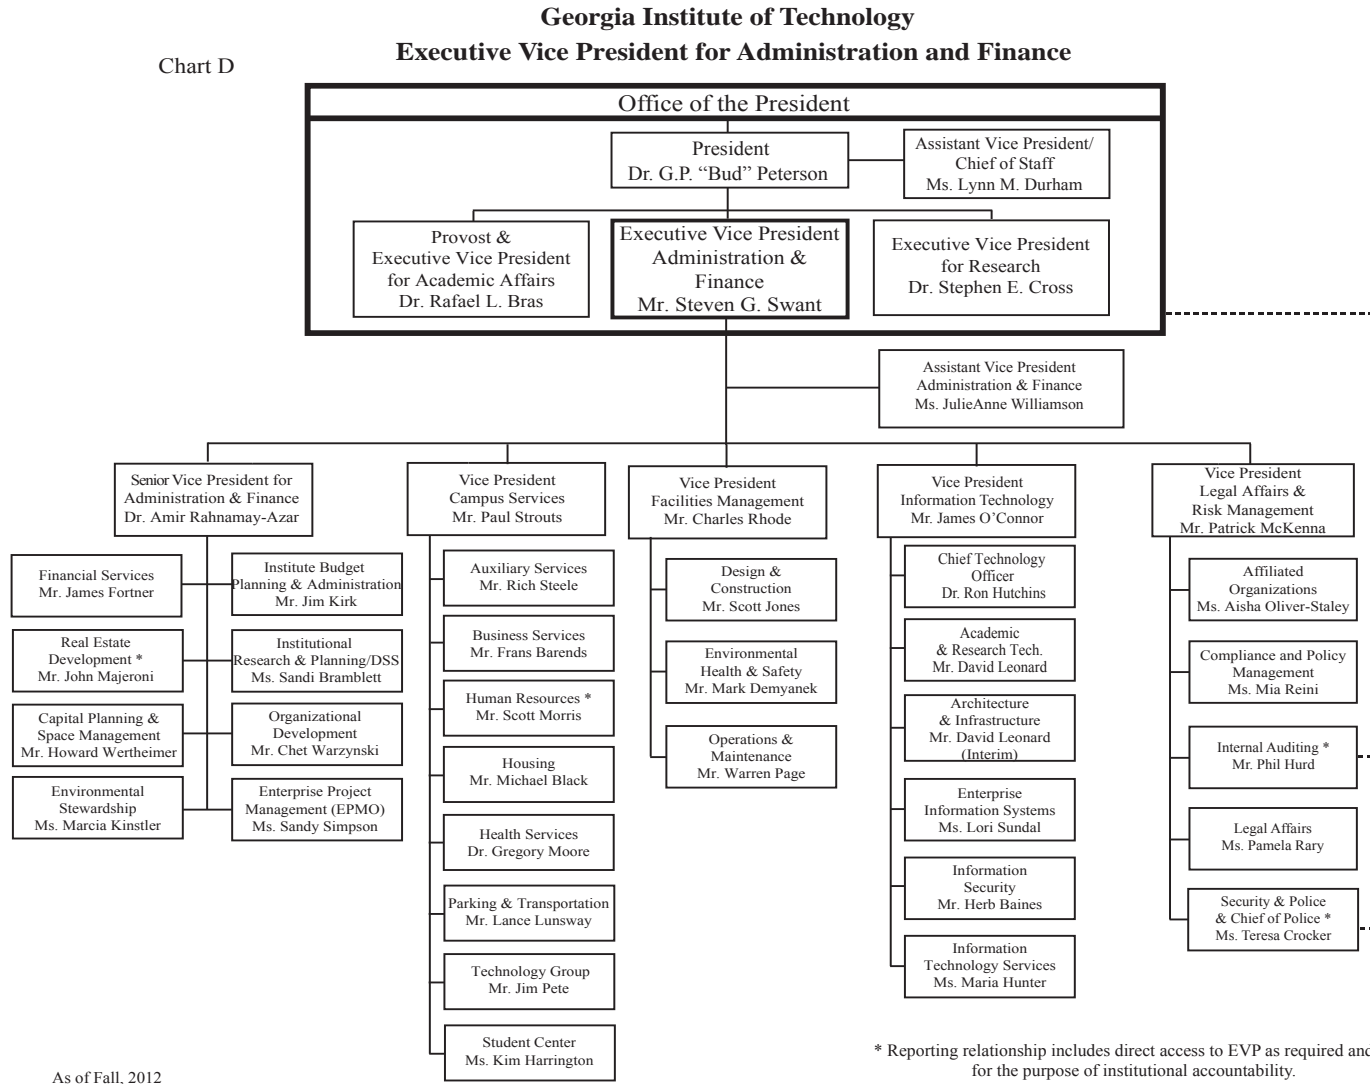 Georgia Institute of Technology
Executive Vice President for Administration and Finance
Chart D
Office of the President
President
Dr. G.P. “Bud” Peterson
Assistant Vice President/
Chief of Staff
Ms. Lynn M. Durham
Provost &
Executive Vice President
for Academic Affairs
Dr. Rafael L. Bras
Executive Vice President
Administration &
Finance
Mr. Steven G. Swant
Executive Vice President
for Research
Dr. Stephen E. Cross
Assistant Vice President
Administration & Finance
Ms. JulieAnne Williamson
Senior Vice President for
Administration & Finance
Dr. Amir Rahnamay-Azar
Financial Services
Mr. James Fortner
Institute Budget
Planning & Administration
Mr. Jim Kirk
Real Estate
Development *
Mr. John Majeroni
Institutional
Research & Planning/DSS
Ms. Sandi Bramblett
Capital Planning &
Space Management
Mr. Howard Wertheimer
Organizational
Development
Mr. Chet Warzynski
Environmental
Stewardship
Ms. Marcia Kinstler
Enterprise Project
Management (EPMO)
Ms. Sandy Simpson
Vice President
Campus Services
Mr. Paul Strouts
Auxiliary Services
Mr. Rich Steele
Business Services
Mr. Frans Barends
Human Resources *
Mr. Scott Morris
Housing
Mr. Michael Black
Health Services
Dr. Gregory Moore
Parking & Transportation
Mr. Lance Lunsway
Technology Group
Mr. Jim Pete
Student Center
Ms. Kim Harrington
Vice President
Facilities Management
Mr. Charles Rhode
Design &
Construction
Mr. Scott Jones
Environmental
Health & Safety
Mr. Mark Demyanek
Operations &
Maintenance
Mr. Warren Page
Vice President
Information Technology
Mr. James O’Connor
Chief Technology
Officer
Dr. Ron Hutchins
Academic
& Research Tech.
Mr. David Leonard
Architecture
& Infrastructure
Mr. David Leonard
(Interim)
Enterprise
Information Systems
Ms. Lori Sundal
Information
Security
Mr. Herb Baines
Information
Technology Services
Ms. Maria Hunter
Vice President
Legal Affairs &
Risk Management
Mr. Patrick McKenna
Affiliated
Organizations
Ms. Aisha Oliver-Staley
Compliance and Policy
Management
Ms. Mia Reini
Internal Auditing *
Mr. Phil Hurd
Legal Affairs
Ms. Pamela Rary
Security & Police
& Chief of Police *
Ms. Teresa Crocker
* Reporting relationship includes direct access to EVP as required and
for the purpose of institutional accountability.
As of Fall, 2012